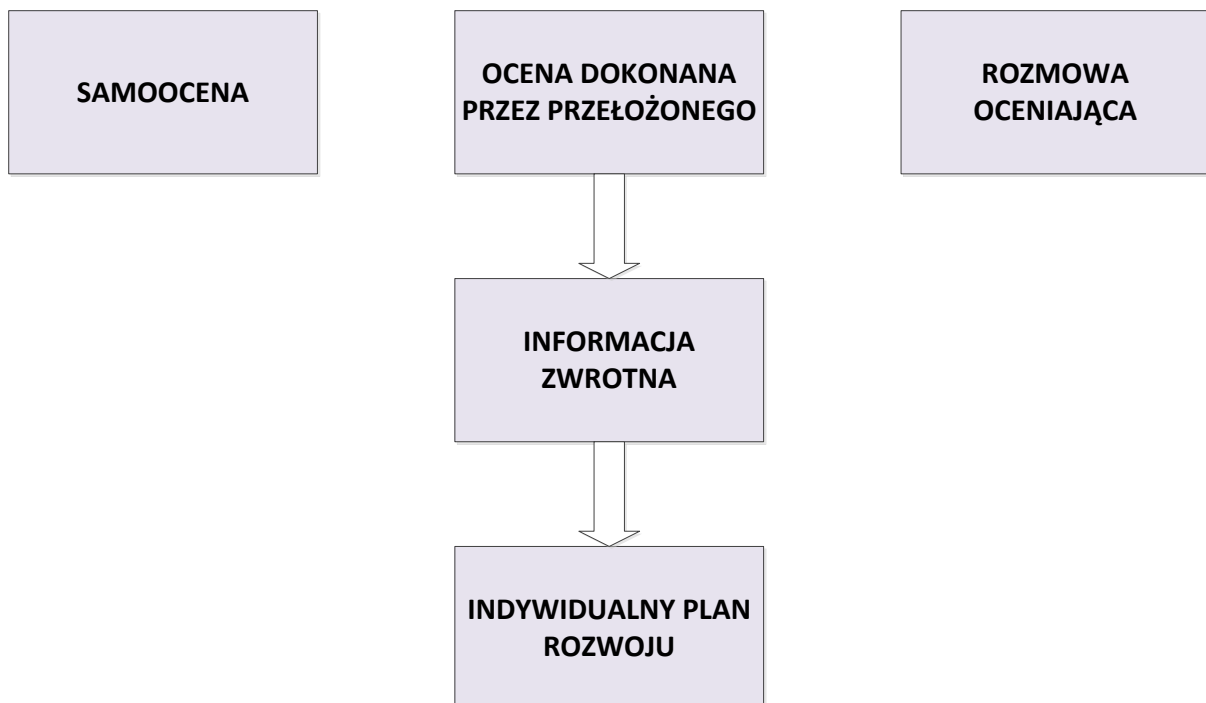 SAMOOCENA
OCENA DOKONANA
PRZEZ PRZEŁOŻONEGO
ROZMOWA
OCENIAJĄCA
INFORMACJA
ZWROTNA
INDYWIDUALNY PLAN
ROZWOJU